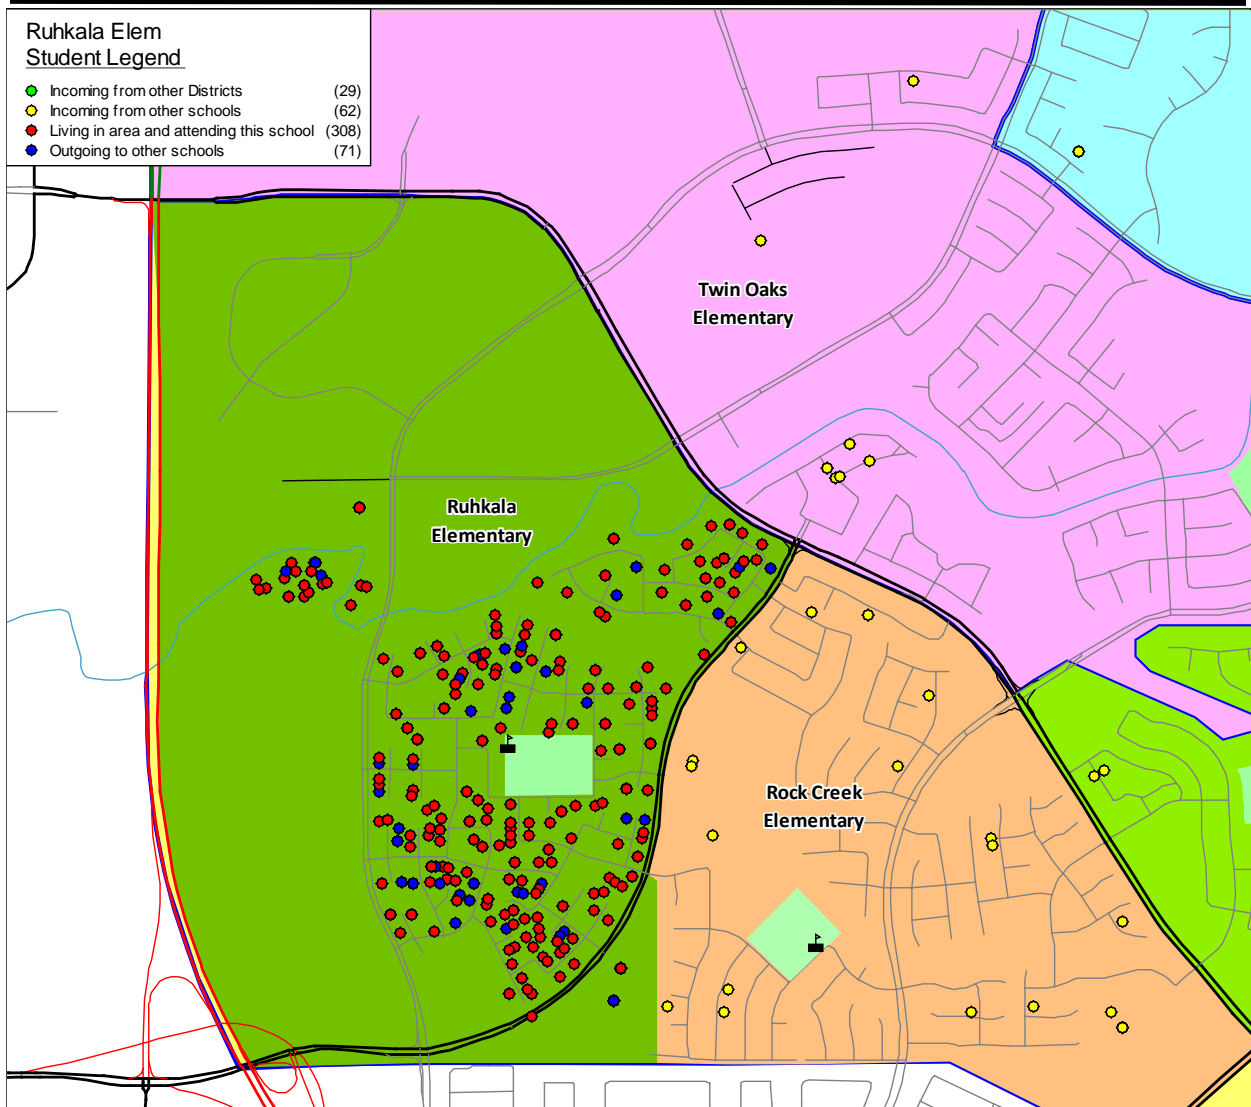 Ruhkala Elem
Student Legend
Incoming from other Districts (29)
Incoming from other schools (62)
Living in area and attending this school (308)
Outgoing to other schools (71)
Twin Oaks
Elementary
Ruhkala
Elementary
Rock Creek
Elementary